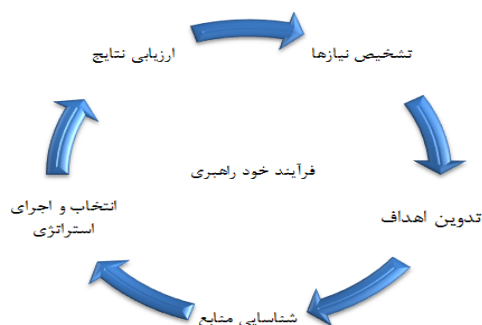 تشخیص نیازها
ارزیابی نتایج
فرآیند خود راهبری
تدوین اهداف
انتخاب و اجرای
استراتژی
شناسایی منابع